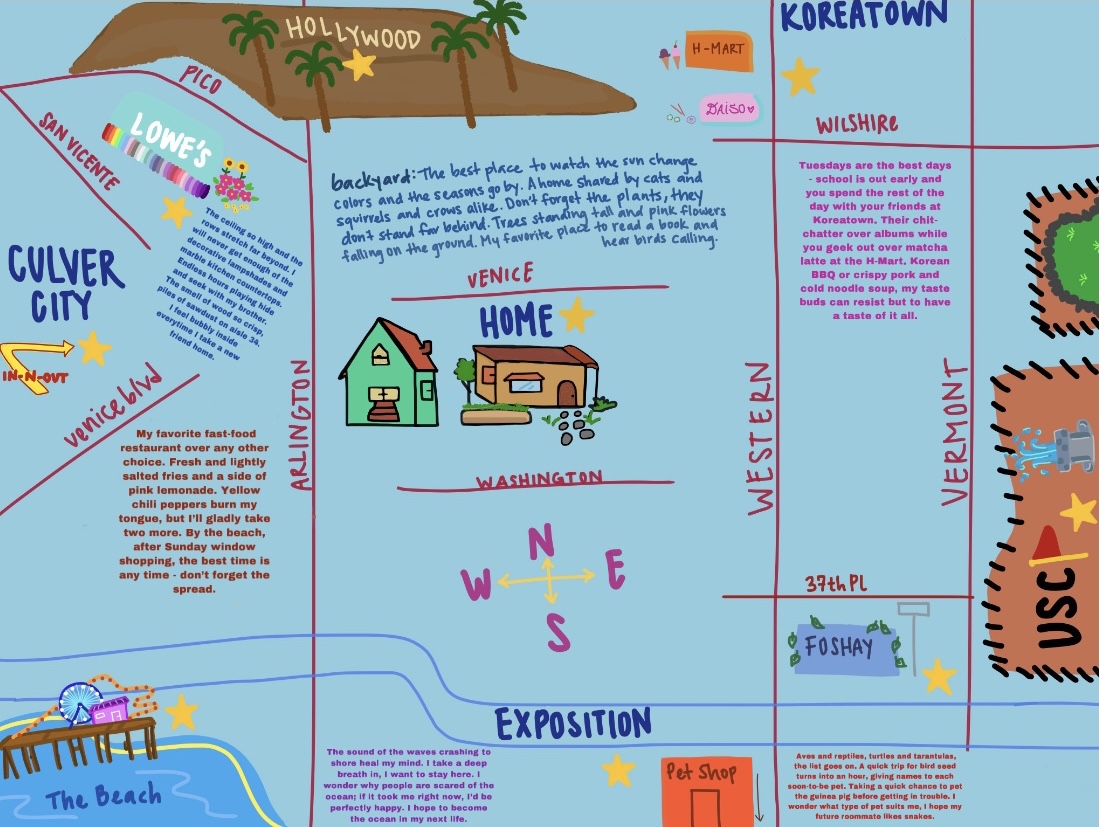 KOREATOWN
HOLLYWOOD
H-MART
DAISO
PICO
SAN VICENTE
LOWE'S
WILSHIRE
backyard: The best place to watch the sun change
colors and the seasons go by. A home shared by cats and
squirrels and crows alike. Don't forget the plants, they
don't stand far behind. Trees standing tall and pink flowers
falling on the ground. My favorite place to read a book and
hear birds calling.
Tuesdays are the best days
- school is out early and
you spend the rest of the
day with your friends at
Koreatown. Their chit-
chatter over albums while
you geek out over matcha
latte at the H-Mart. Korean
BBQ or crispy pork and
cold noodle soup, my taste
buds can resist but to have
a taste of it all.
The ceiling so high and the
rows stretch far beyond. I
will never get enough of the
decorative lampshades and
marble kitchen countertops.
Endless hours playing hide
and seek with my brother.
The smell of wood so crisp,
piles of sawdust on aisle 34.
I feel bubbly inside
everytime I take a new
friend home.
CULVER
CITY
IN-N-OUT
VENICE
HOME
venice blvd
ARLINGTON
WESTERN
VERMONT
My favorite fast-food
restaurant over any other
choice. Fresh and lightly
salted fries and a side of
pink lemonade. Yellow
chili peppers burn my
tongue, but I'll gladly take
two more. By the beach,
after Sunday window
shopping, the best time is
any time - don't forget the
spread.
WASHINGTON
N
W
E
S
37th Pl
FOSHAY
USC
EXPOSITION
The Beach
The sound of the waves crashing to
shore heal my mind. I take a deep
breath in, I want to stay here. I
wonder why people are scared of the
ocean; if it took me right now, I'd be
perfectly happy. I hope to become
the ocean in my next life.
Pet Shop
Aves and reptiles, turtles and tarantulas,
the list goes on. A quick trip for bird seed
turns into an hour, giving names to each
soon-to-be pet. Taking a quick chance to pet
the guinea pig before getting in trouble. I
wonder what type of pet suits me, I hope my
future roommate likes snakes.